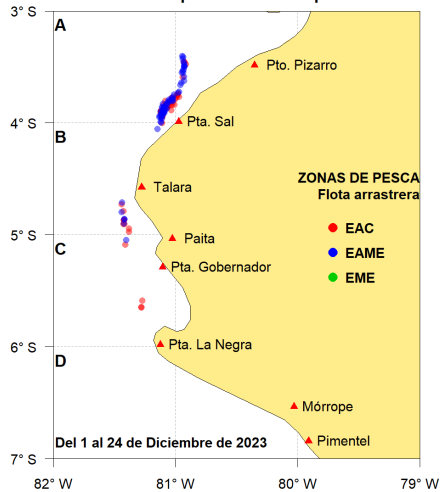 3° S
A
Pto. Pizarro
4° S
Pta. Sal
B
ZONAS DE PESCA
Talara
Flota arrastrera
EAC
5° S
Paita
EAME
C
Pta. Gobernador
EME
6° S
Pta. La Negra
D
Mórrope
Del 1 al 24 de Diciembre de 2023
Pimentel
7° S
82° W
81° W
80° W
79° W